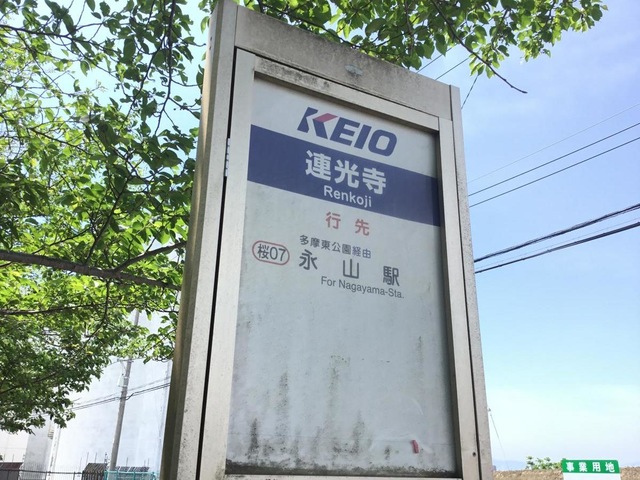 KEIO
連光寺
Renkoji
行先
多摩東公園経由
桜07 永山駅
For Nagayama-Sta.
事業用地